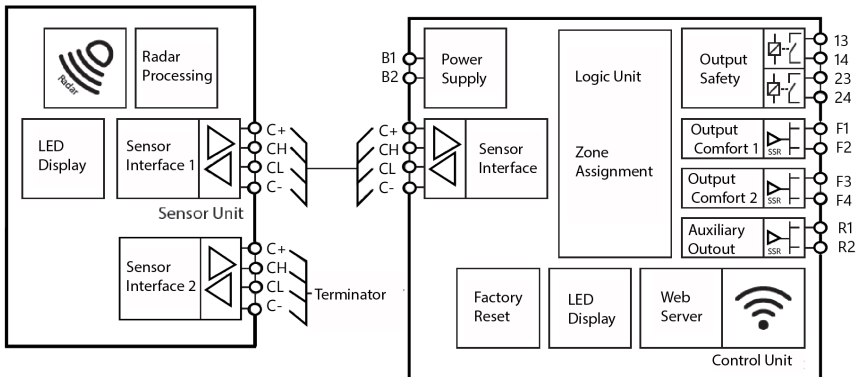 Radar
Radar
Processing
LED
Display
Sensor
Interface 1
C+
CH
CL
C-
Sensor Unit
Sensor
Interface 2
C+
CH
CL
C-
Terminator
B1
B2
Power
Supply
C+
CH
CL
C-
Sensor
Interface
Logic Unit
Zone
Assignment
Output
Safety
13
14
23
24
Output
Comfort 1
SSR
F1
F2
Output
Comfort 2
SSR
F3
F4
Auxiliary
Outout
SSR
R1
R2
Factory
Reset
LED
Display
Web
Server
Control Unit